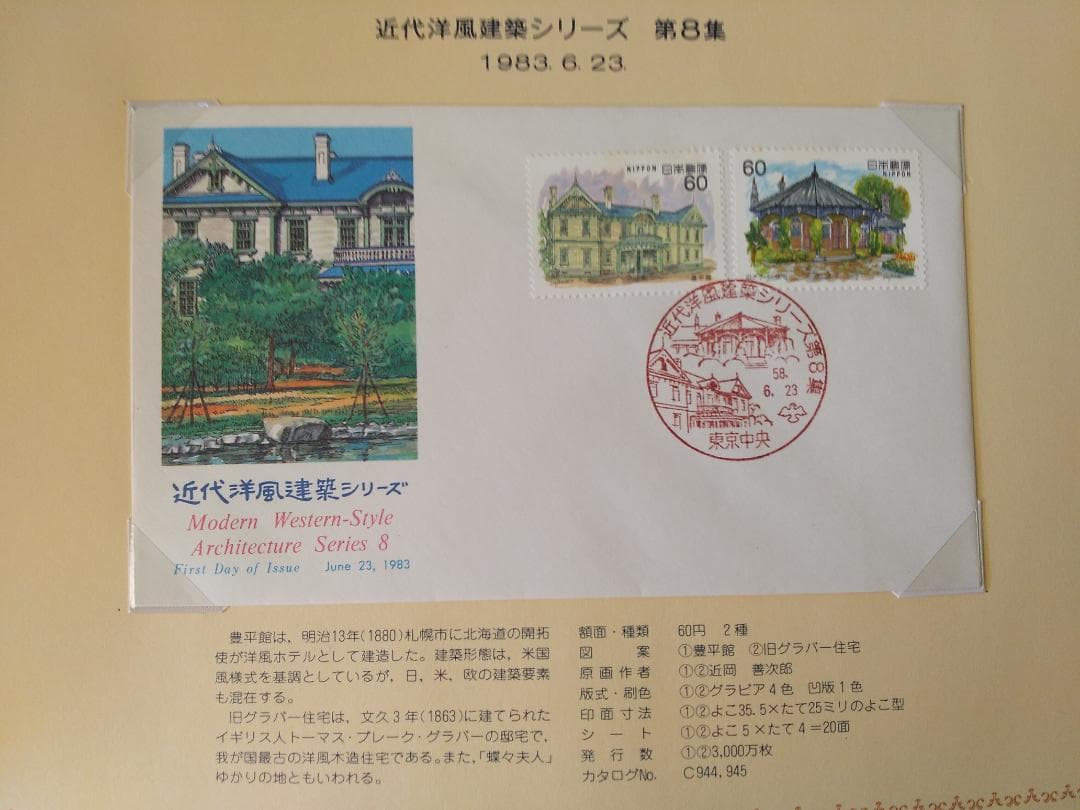 近代洋風建築シリーズ 第8集
1983. 6. 23.
NIPPON 日本郵便
60
60 日本郵便
NIPPON
豊平館
近代洋風建築シリーズ第8集
58.
6. 23
東京中央
近代洋風建築シリーズ
Modern Western-Style
Architecture Series 8
First Day of Issue June 23, 1983
豊平館は，明治13年(1880)札幌市に北海道の開拓
使が洋風ホテルとして建造した。建築形態は，米国
風様式を基調としているが，日，米，欧の建築要素
も混在する。
旧グラバー住宅は，文久3年(1863)に建てられた
イギリス人トーマス・ブレーク・グラバーの邸宅で，
我が国最古の洋風木造住宅である。また，「蝶々夫人」
ゆかりの地ともいわれる。
額面・種類 60円 2種
図案 ①豊平館 ②旧グラバー住宅
原画作者 ①②近岡 善次郎
版式・刷色 ①②グラビア4色 凹版1色
印面寸法 ①②よこ35.5×たて25ミリのよこ型
シート ①②よこ5×たて4＝20面
発行数 ①②3,000万枚
カタログNo. C944, 945